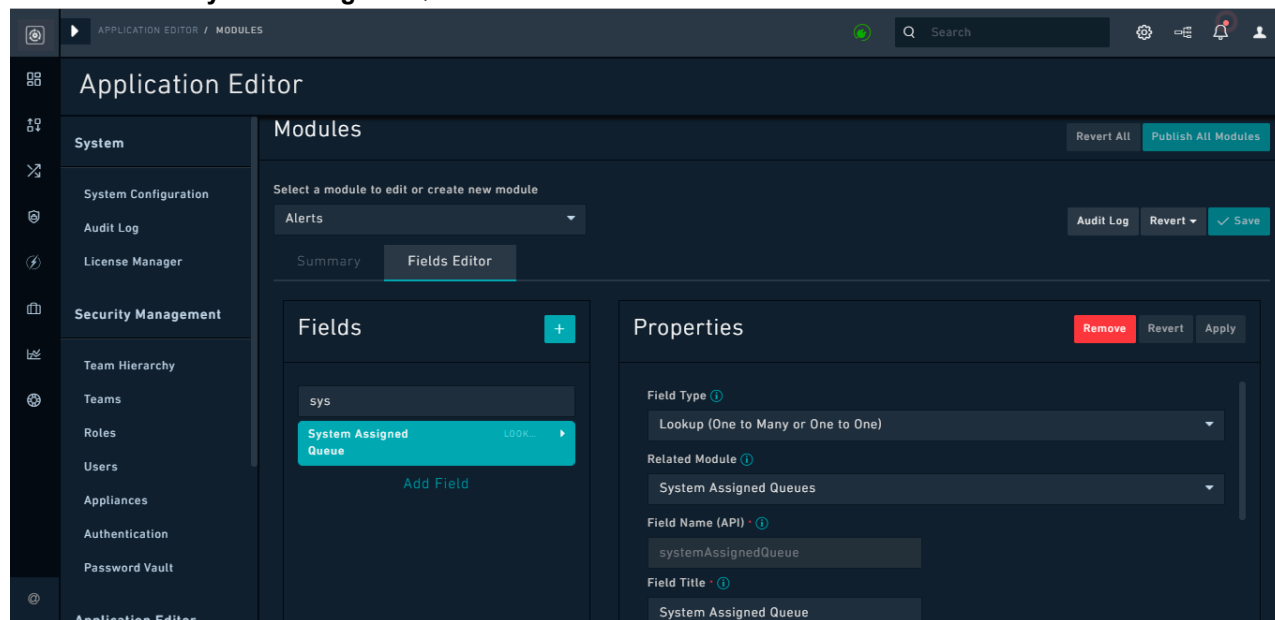 APPLICATION EDITOR / MODULES
Search
Application Editor
System
System Configuration
Audit Log
License Manager
Security Management
Team Hierarchy
Teams
Roles
Users
Appliances
Authentication
Password Vault
Modules
Revert All
Publish All Modules
Select a module to edit or create new module
Alerts
Audit Log
Revert
Save
Summary
Fields Editor
Fields
+
sys
System Assigned
Queue
LOOK...
Add Field
Properties
Remove
Revert
Apply
Field Type
Lookup (One to Many or One to One)
Related Module
System Assigned Queues
Field Name (API)
systemAssignedQueue
Field Title
System Assigned Queue
@